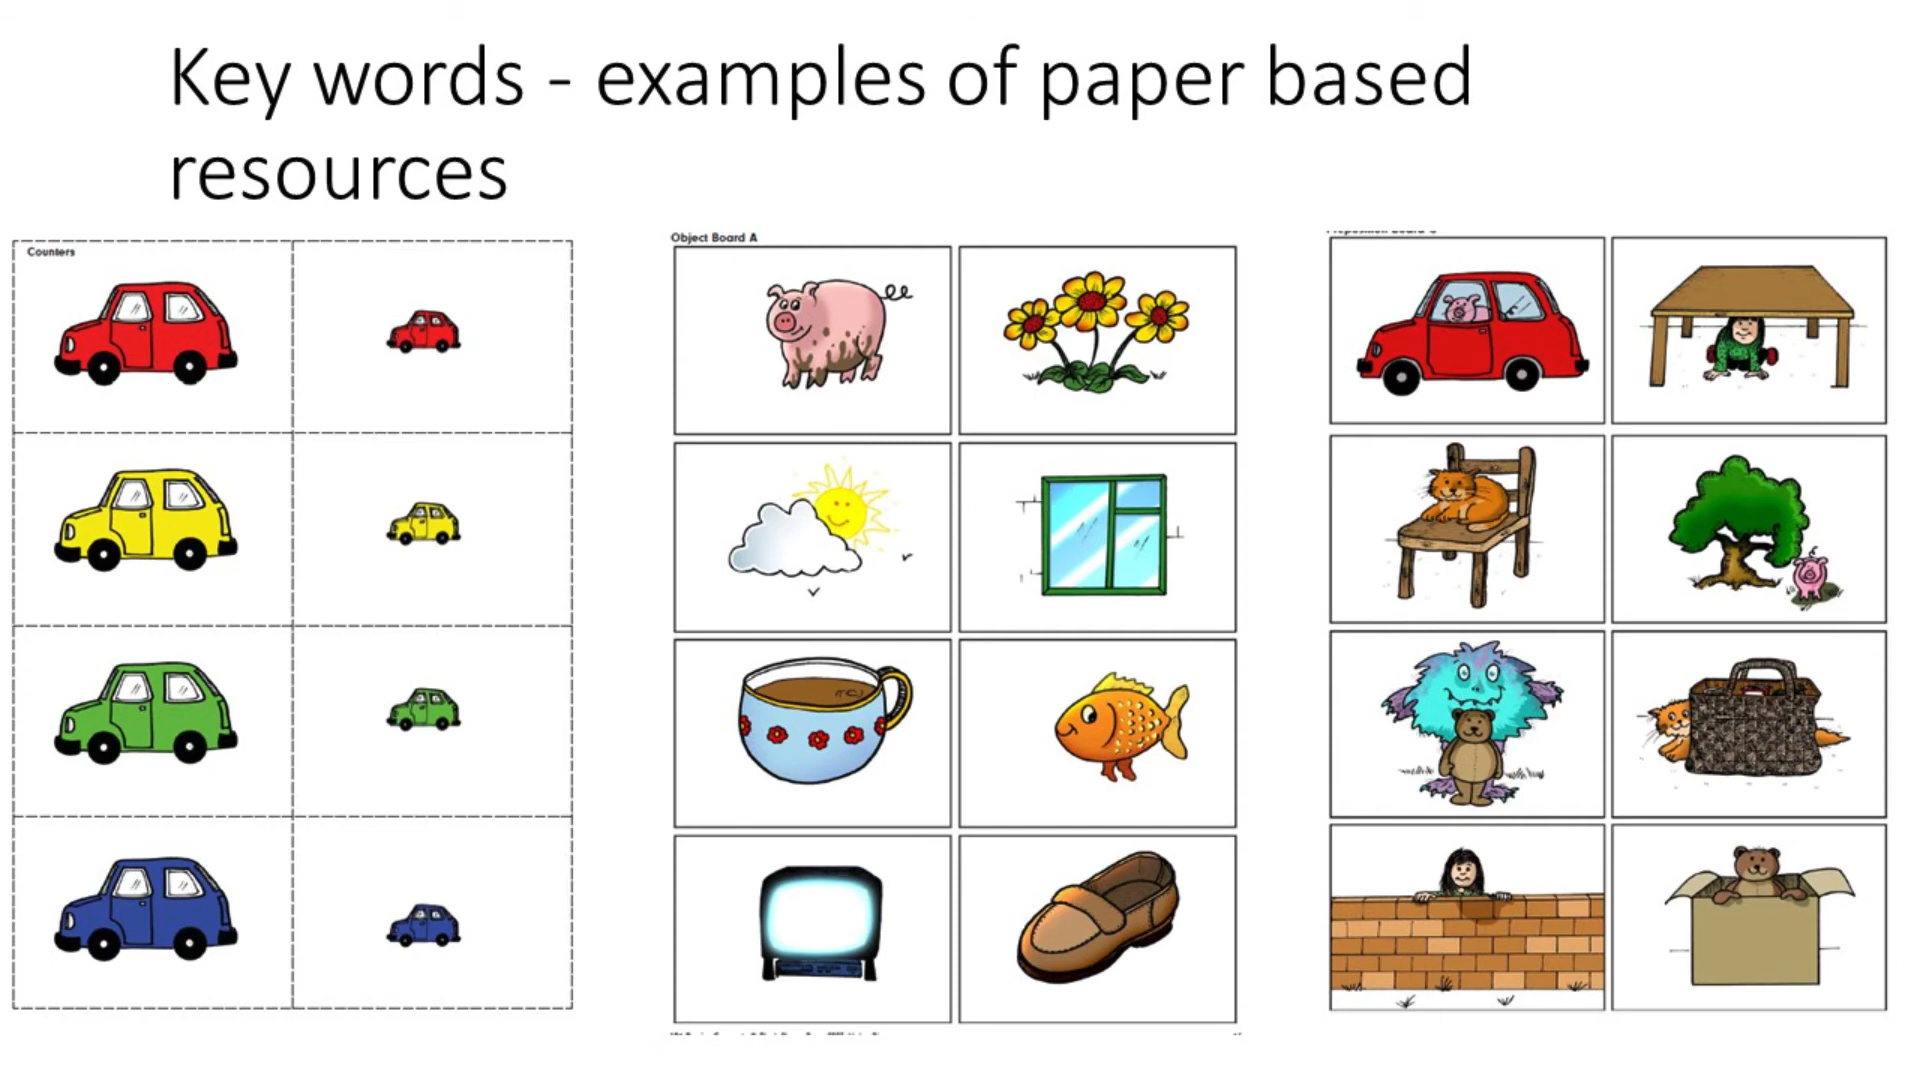 Key words - examples of paper based
resources
Counters
Object Board A